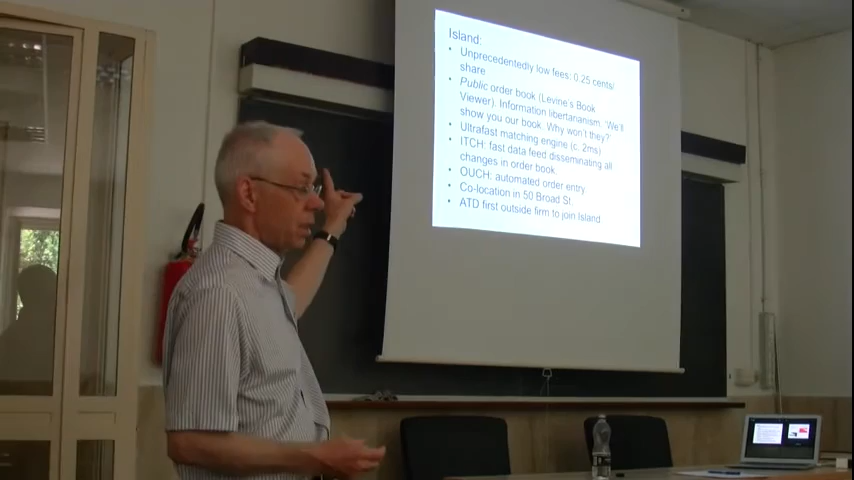 Island:
• Unprecedentedly low fees: 0.25 cents/
share
• Public order book (Levine's Book
Viewer). Information libertarianism. 'We'll
show you our book. Why won't they?'
• Ultrafast matching engine (c. 2ms)
• ITCH: fast data feed disseminating all
changes in order book.
• OUCH: automated order entry
• Co-location in 50 Broad St.
• ATD first outside firm to join Island